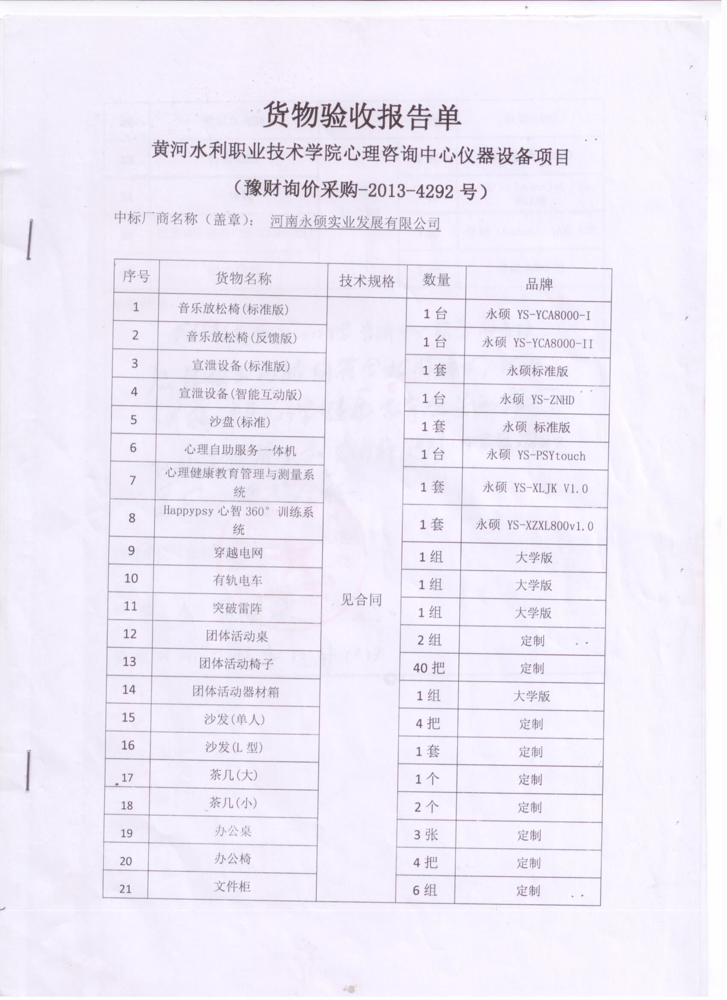 货物验收报告单
黄河水利职业技术学院心理咨询中心仪器设备项目
（豫财询价采购-2013-4292 号）
中标厂商名称（盖章）： 河南永硕实业发展有限公司
序号 货物名称 技术规格 数量 品牌
1 音乐放松椅(标准版) 1 台 永硕 YS-YCA8000-I
2 音乐放松椅(反馈版) 1 台 永硕 YS-YCA8000-II
3 宣泄设备(标准版) 1 套 永硕标准版
4 宣泄设备(智能互动版) 1 台 永硕 YS-ZNHD
5 沙盘(标准) 1 套 永硕 标准版
6 心理自助服务一体机 1 台 永硕 YS-PSYtouch
7 心理健康教育管理与测量系 1 套 永硕 YS-XLJK V1.0
统
8 Happypsy 心智 360° 训练系 1 套 永硕 YS-XZXL800v1.0
统
9 穿越电网 1 组 大学版
10 有轨电车 1 组 大学版
11 突破雷阵 见合同 1 组 大学版
12 团体活动桌 2 组 定制
13 团体活动椅子 40 把 定制
14 团体活动器材箱 1 组 大学版
15 沙发(单人) 4 把 定制
16 沙发(L 型) 1 套 定制
17 茶几(大) 1 个 定制
18 茶几(小) 2 个 定制
19 办公桌 3 张 定制
20 办公椅 4 把 定制
21 文件柜 6 组 定制